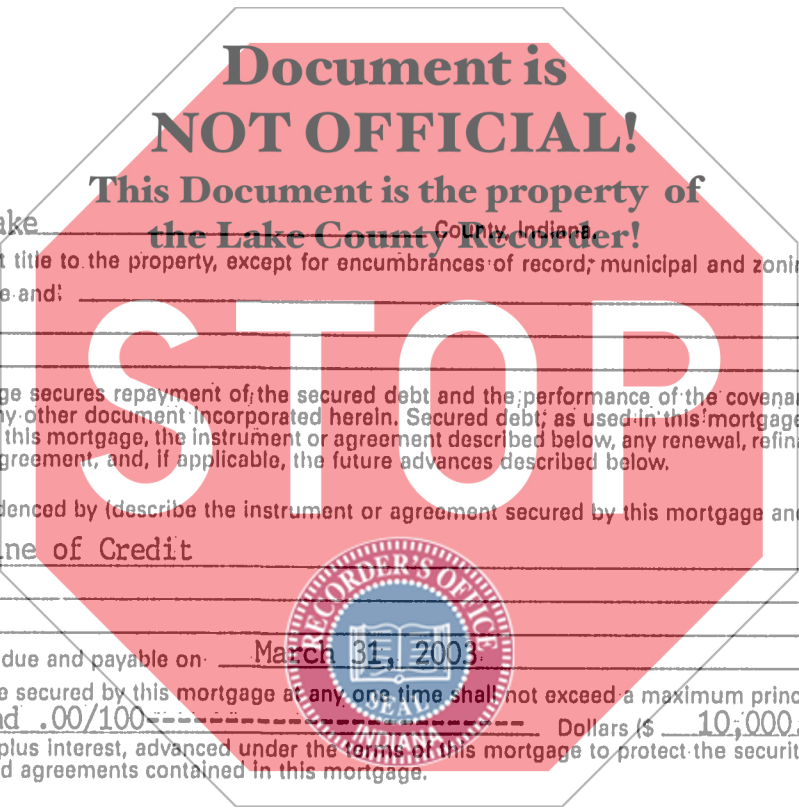 Document is
NOT OFFICIAL!
This Document is the property of
the Lake County Recorder!
ake County, Indiana.
t title to the property, except for encumbrances of record, municipal and zoni
e and
STOP
ge secures repayment of the secured debt and the performance of the covena
ny other document incorporated herein. Secured debt, as used in this mortgage
this mortgage, the instrument or agreement described below, any renewal, refina
greement, and, if applicable, the future advances described below.
denced by (describe the instrument or agreement secured by this mortgage and
ine of Credit
RECORDER'S OFFICE
SEAL
INDIANA
due and payable on March 31, 2003
e secured by this mortgage at any one time shall not exceed a maximum princ
nd .00/100-------------------------- Dollars ($ 10,000.
plus interest, advanced under the terms of this mortgage to protect the securit
d agreements contained in this mortgage.